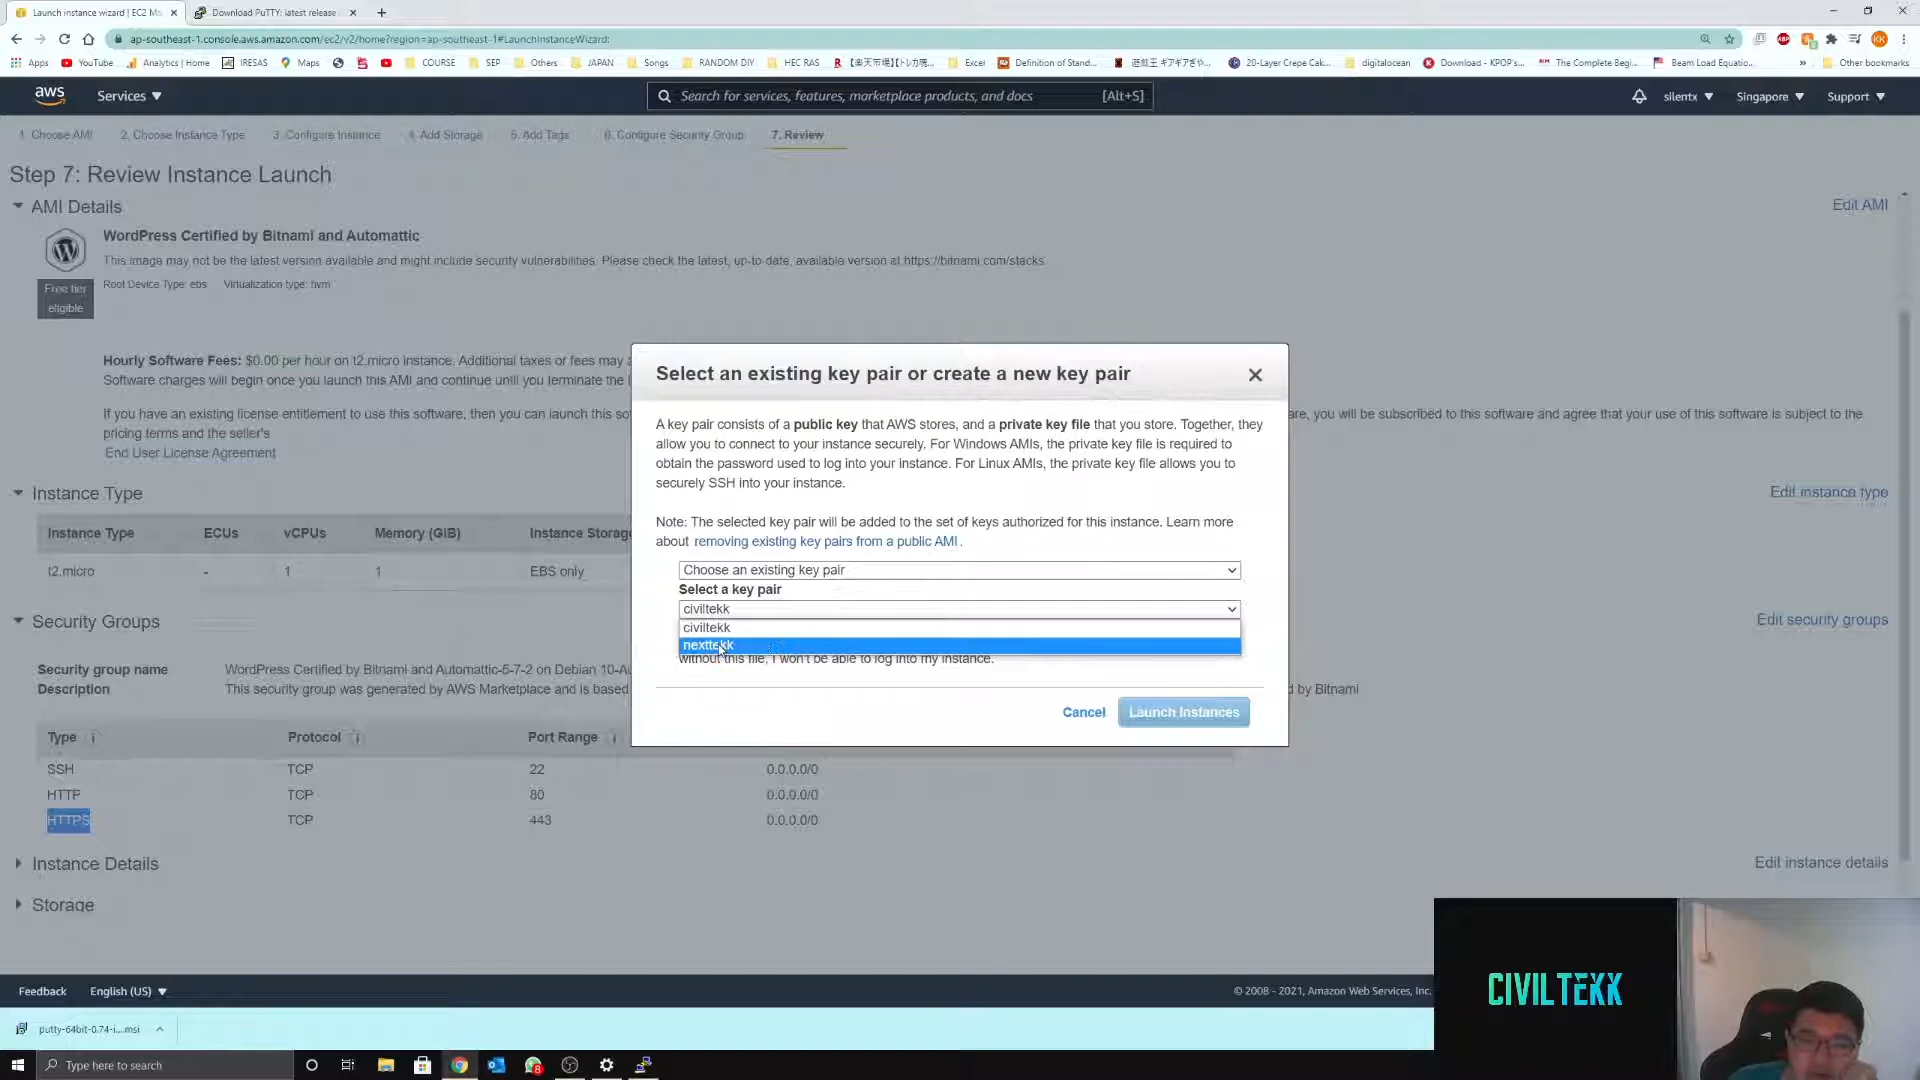 Launch instance wizard | EC2 Mo
Download PuTTY: latest release
ap-southeast-1.console.aws.amazon.com/ec2/v2/home?region=ap-southeast-1#LaunchInstanceWizard:
Apps YouTube Analytics | Home IRESAS Maps COURSE SEP Others JAPAN Songs RANDOM DIY HEC RAS Excel Definition of Stand... 20-Layer Crepe Cak... digitalocean Download - KPOP's... The Complete Begi... Beam Load Equatio... » Other bookmarks
aws Services Search for services, features, marketplace products, and docs [Alt+S] silentx Singapore Support
1. Choose AMI 2. Choose Instance Type 3. Configure Instance 4. Add Storage 5. Add Tags 6. Configure Security Group 7. Review
Step 7: Review Instance Launch
AMI Details Edit AMI
WordPress Certified by Bitnami and Automattic
This image may not be the latest version available and might include security vulnerabilities. Please check the latest, up-to-date, available version at https://bitnami.com/stacks.
Free tier
eligible
Root Device Type: ebs Virtualization type: hvm
Hourly Software Fees: $0.00 per hour on t2.micro instance. Additional taxes or fees may a
Software charges will begin once you launch this AMI and continue until you terminate the
If you have an existing license entitlement to use this software, then you can launch this so
are, you will be subscribed to this software and agree that your use of this software is subject to the
pricing terms and the seller's
End User License Agreement
Instance Type Edit instance type
Instance Type ECUs vCPUs Memory (GiB) Instance Storag
t2.micro - 1 1 EBS only
Security Groups Edit security groups
Security group name WordPress Certified by Bitnami and Automattic-5-7-2 on Debian 10-Au
Description This security group was generated by AWS Marketplace and is based
d by Bitnami
Type i Protocol i Port Range i
SSH TCP 22 0.0.0.0/0
HTTP TCP 80 0.0.0.0/0
HTTPS TCP 443 0.0.0.0/0
Instance Details Edit instance details
Storage
Select an existing key pair or create a new key pair
A key pair consists of a public key that AWS stores, and a private key file that you store. Together, they
allow you to connect to your instance securely. For Windows AMIs, the private key file is required to
obtain the password used to log into your instance. For Linux AMIs, the private key file allows you to
securely SSH into your instance.
Note: The selected key pair will be added to the set of keys authorized for this instance. Learn more
about removing existing key pairs from a public AMI .
Choose an existing key pair
Select a key pair
civiltekk
civiltekk
nexttekk
without this file, I won't be able to log into my instance.
Cancel Launch Instances
CIVILTEKK
Feedback English (US) © 2008 - 2021, Amazon Web Services, Inc.
putty-64bit-0.74-i....msi
Type here to search